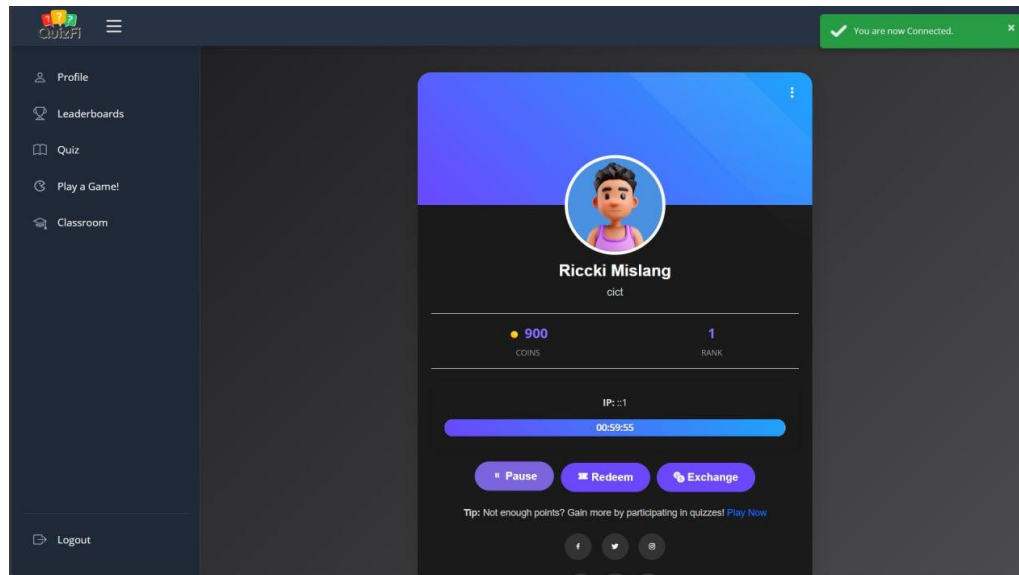 ? ? ?
QuizFi
You are now Connected.
Profile
Leaderboards
Quiz
Play a Game!
Classroom
Logout
Riccki Mislang
cict
900
COINS
1
RANK
IP: ::1
00:59:55
Pause
Redeem
Exchange
Tip: Not enough points? Gain more by participating in quizzes! Play Now